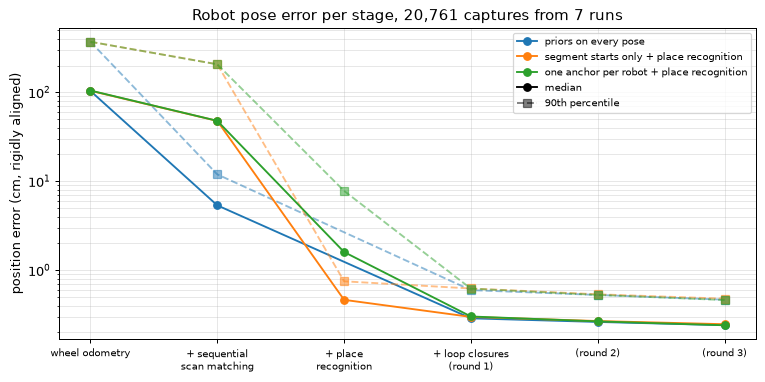 Robot pose error per stage, 20,761 captures from 7 runs
position error (cm, rigidly aligned)
10²
10¹
10⁰
priors on every pose
segment starts only + place recognition
one anchor per robot + place recognition
median
90th percentile
wheel odometry
+ sequential
scan matching
+ place
recognition
+ loop closures
(round 1)
(round 2)
(round 3)